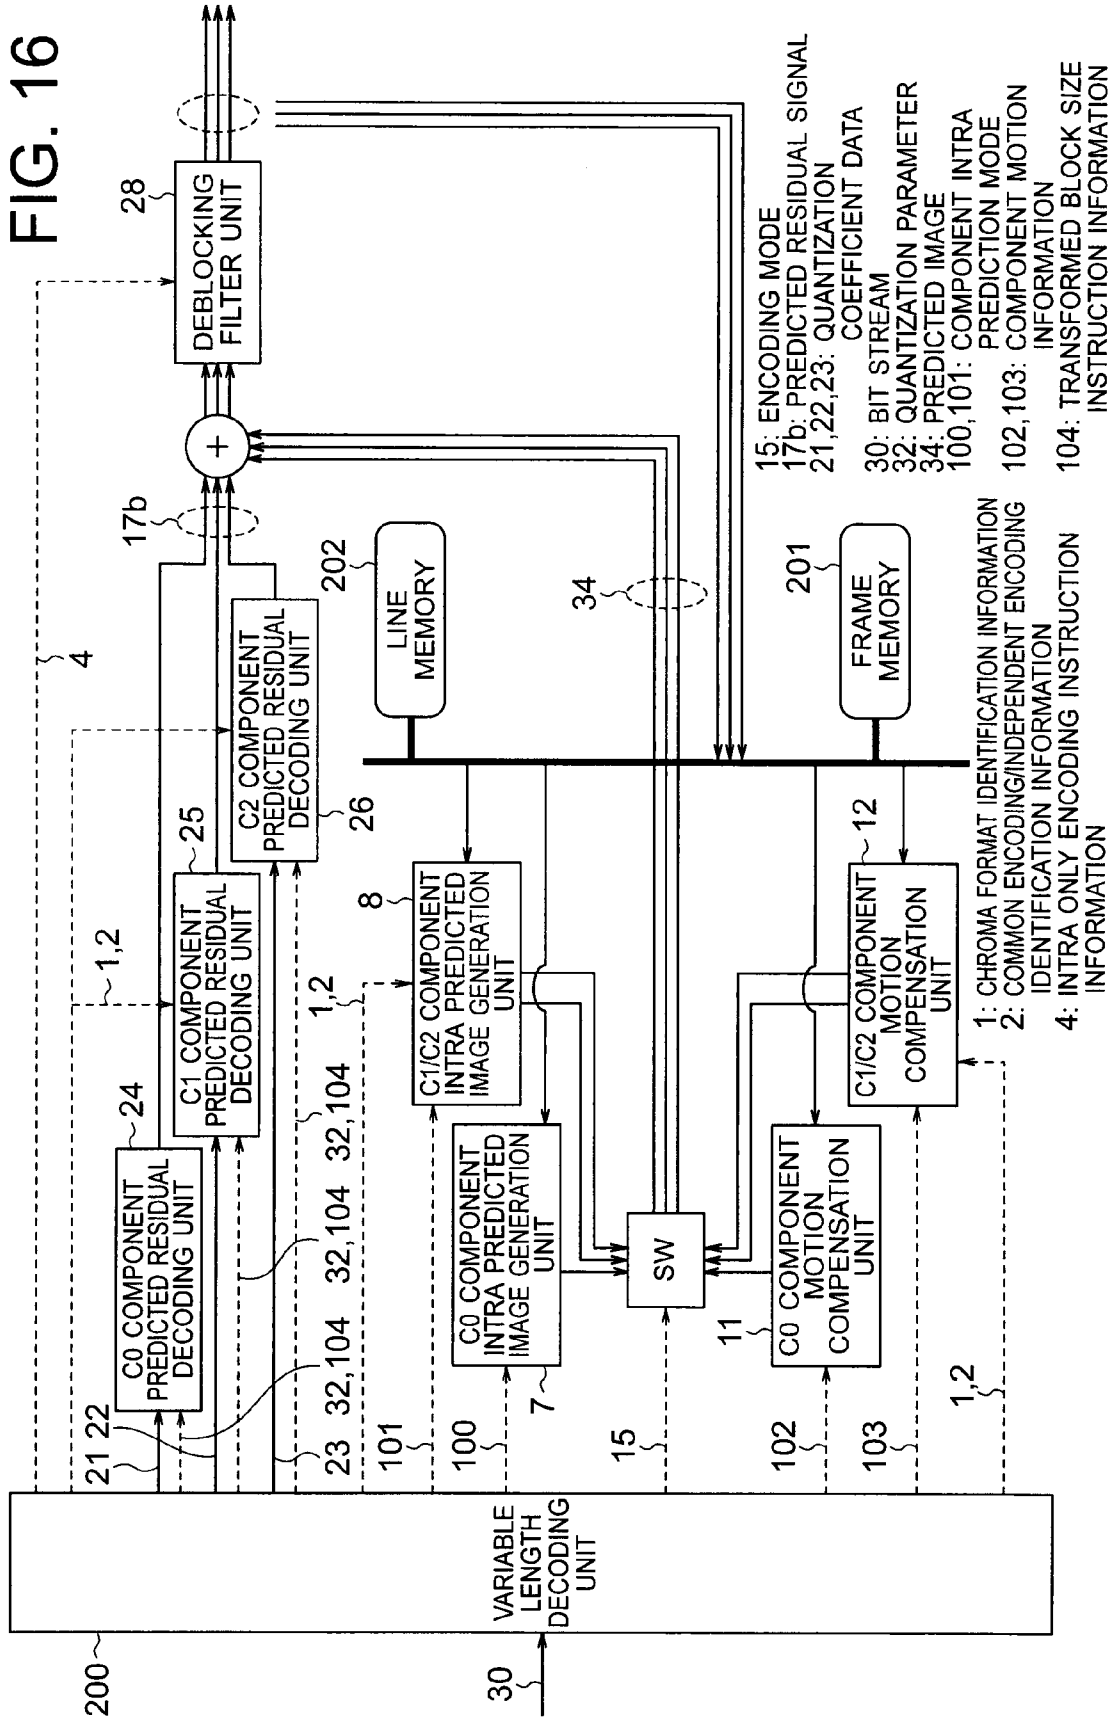 FIG. 16
200
VARIABLE
LENGTH
DECODING
UNIT
30
4
1,2
21
22
23
32,104
32,104
32,104
24
C0 COMPONENT
PREDICTED RESIDUAL
DECODING UNIT
25
C1 COMPONENT
PREDICTED RESIDUAL
DECODING UNIT
C2 COMPONENT
PREDICTED RESIDUAL
DECODING UNIT
26
17b
+
28
DEBLOCKING
FILTER UNIT
1,2
101
100
15
102
103
1,2
8
C1/C2 COMPONENT
INTRA PREDICTED
IMAGE GENERATION
UNIT
C0 COMPONENT
INTRA PREDICTED
IMAGE GENERATION
UNIT
7
SW
11
C0 COMPONENT
MOTION
COMPENSATION
UNIT
12
C1/C2 COMPONENT
MOTION
COMPENSATION
UNIT
202
LINE
MEMORY
34
201
FRAME
MEMORY
1: CHROMA FORMAT IDENTIFICATION INFORMATION
2: COMMON ENCODING/INDEPENDENT ENCODING
IDENTIFICATION INFORMATION
4: INTRA ONLY ENCODING INSTRUCTION
INFORMATION
15: ENCODING MODE
17b: PREDICTED RESIDUAL SIGNAL
21,22,23: QUANTIZATION
COEFFICIENT DATA
30: BIT STREAM
32: QUANTIZATION PARAMETER
34: PREDICTED IMAGE
100,101: COMPONENT INTRA
PREDICTION MODE
102,103: COMPONENT MOTION
INFORMATION
104: TRANSFORMED BLOCK SIZE
INSTRUCTION INFORMATION